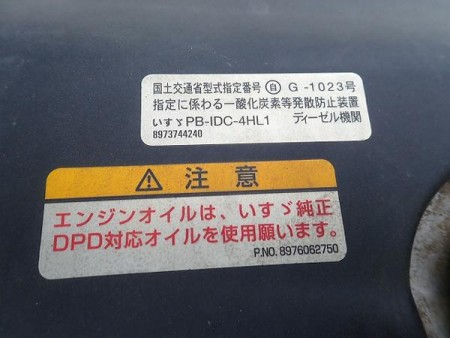 国土交通省型式指定番号 自 G-1023号
指定に係わる一酸化炭素等発散防止装置
いすゞPB-IDC-4HL1 ディーゼル機関
8973744240
注意
エンジンオイルは、いすゞ純正
DPD対応オイルを使用願います。
P.NO. 8976062750